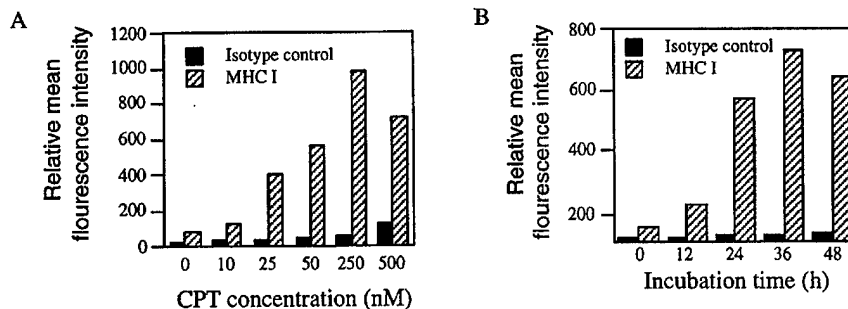 A
Relative mean
flourescence intensity
1200
1000
800
600
400
200
0
Isotype control
MHC I
0 10 25 50 250 500
CPT concentration (nM)
B
Relative mean
flourescence intensity
800
600
400
200
Isotype control
MHC I
0 12 24 36 48
Incubation time (h)